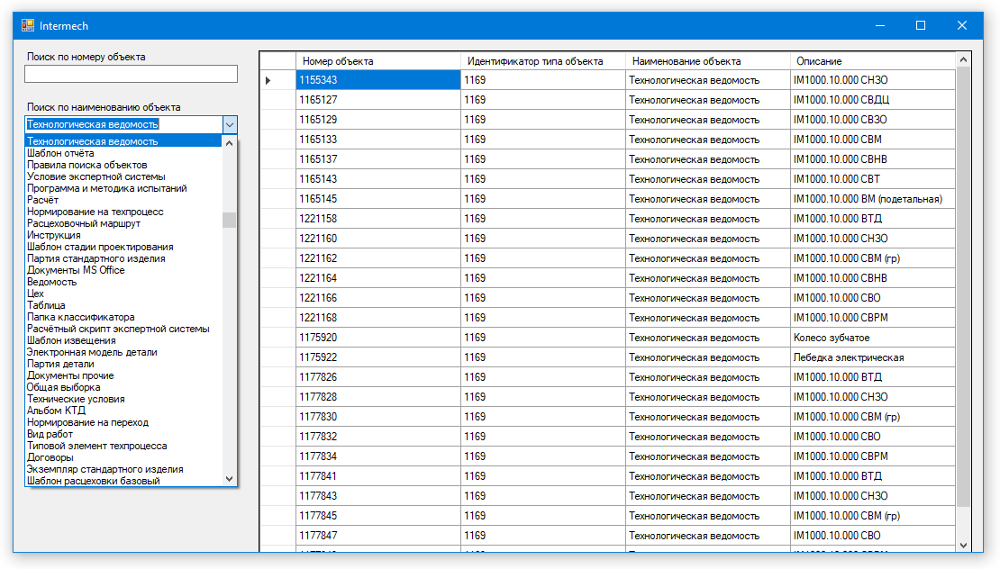 Intermech
Поиск по номеру объекта
Поиск по наименованию объекта
Технологическая ведомость
Технологическая ведомость
Шаблон отчёта
Правила поиска объектов
Условие экспертной системы
Программа и методика испытаний
Расчёт
Нормирование на техпроцесс
Расцеховочный маршрут
Инструкция
Шаблон стадии проектирования
Партия стандартного изделия
Документы MS Office
Ведомость
Цех
Таблица
Папка классификатора
Расчётный скрипт экспертной системы
Шаблон извещения
Электронная модель детали
Партия детали
Документы прочие
Общая выборка
Технические условия
Альбом КТД
Нормирование на переход
Вид работ
Типовой элемент техпроцесса
Договоры
Экземпляр стандартного изделия
Шаблон расцеховки базовый
Номер объекта Идентификатор типа объекта Наименование объекта Описание
1155343 1169 Технологическая ведомость IM1000.10.000 СНЗО
1165127 1169 Технологическая ведомость IM1000.10.000 СВДЦ
1165129 1169 Технологическая ведомость IM1000.10.000 СВЗО
1165133 1169 Технологическая ведомость IM1000.10.000 СВМ
1165137 1169 Технологическая ведомость IM1000.10.000 СВНВ
1165143 1169 Технологическая ведомость IM1000.10.000 СВТ
1165145 1169 Технологическая ведомость IM1000.10.000 ВМ (подетальная)
1221158 1169 Технологическая ведомость IM1000.10.000 ВТД
1221160 1169 Технологическая ведомость IM1000.10.000 СНЗО
1221162 1169 Технологическая ведомость IM1000.10.000 СВМ (гр)
1221164 1169 Технологическая ведомость IM1000.10.000 СВНВ
1221166 1169 Технологическая ведомость IM1000.10.000 СВО
1221168 1169 Технологическая ведомость IM1000.10.000 СВРМ
1175920 1169 Технологическая ведомость Колесо зубчатое
1175922 1169 Технологическая ведомость Лебедка электрическая
1177826 1169 Технологическая ведомость IM1000.10.000 ВТД
1177828 1169 Технологическая ведомость IM1000.10.000 СНЗО
1177830 1169 Технологическая ведомость IM1000.10.000 СВМ (гр)
1177832 1169 Технологическая ведомость IM1000.10.000 СВО
1177834 1169 Технологическая ведомость IM1000.10.000 СВРМ
1177841 1169 Технологическая ведомость IM1000.10.000 ВТД
1177843 1169 Технологическая ведомость IM1000.10.000 СНЗО
1177845 1169 Технологическая ведомость IM1000.10.000 СВМ (гр)
1177847 1169 Технологическая ведомость IM1000.10.000 СВО